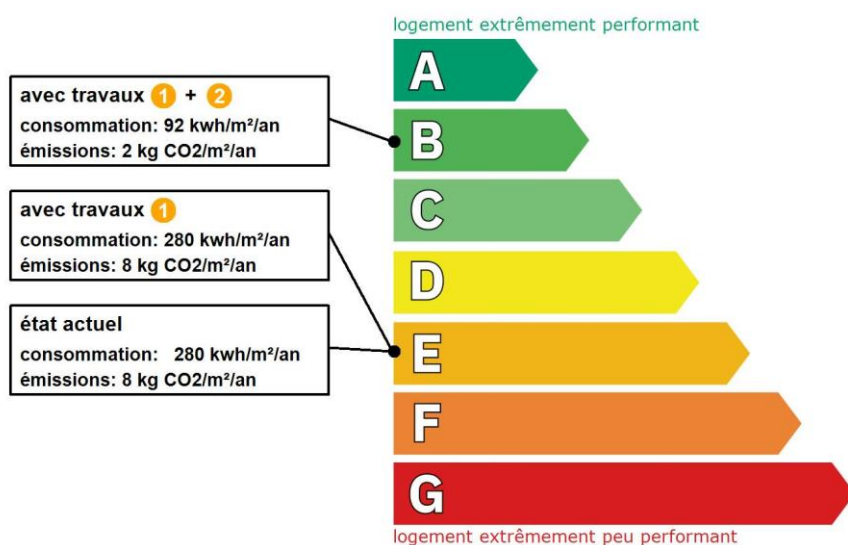 logement extrêmement performant
A
avec travaux 1 + 2
consommation: 92 kwh/m²/an
émissions: 2 kg CO2/m²/an
B
avec travaux 1
consommation: 280 kwh/m²/an
émissions: 8 kg CO2/m²/an
C
D
état actuel
consommation: 280 kwh/m²/an
émissions: 8 kg CO2/m²/an
E
F
G
logement extrêmement peu performant